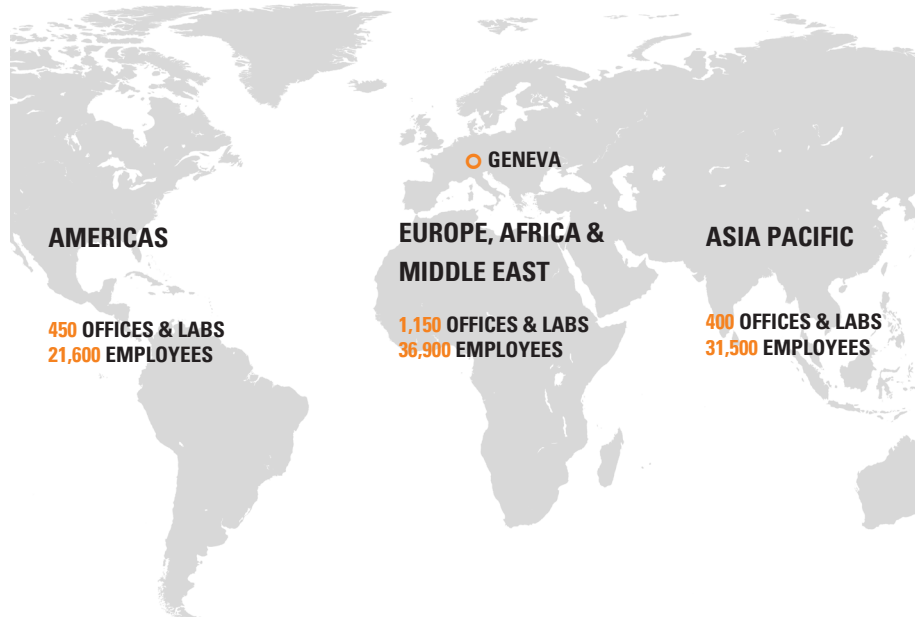 GENEVA
AMERICAS
450 OFFICES & LABS
21,600 EMPLOYEES
EUROPE, AFRICA &
MIDDLE EAST
1,150 OFFICES & LABS
36,900 EMPLOYEES
ASIA PACIFIC
400 OFFICES & LABS
31,500 EMPLOYEES